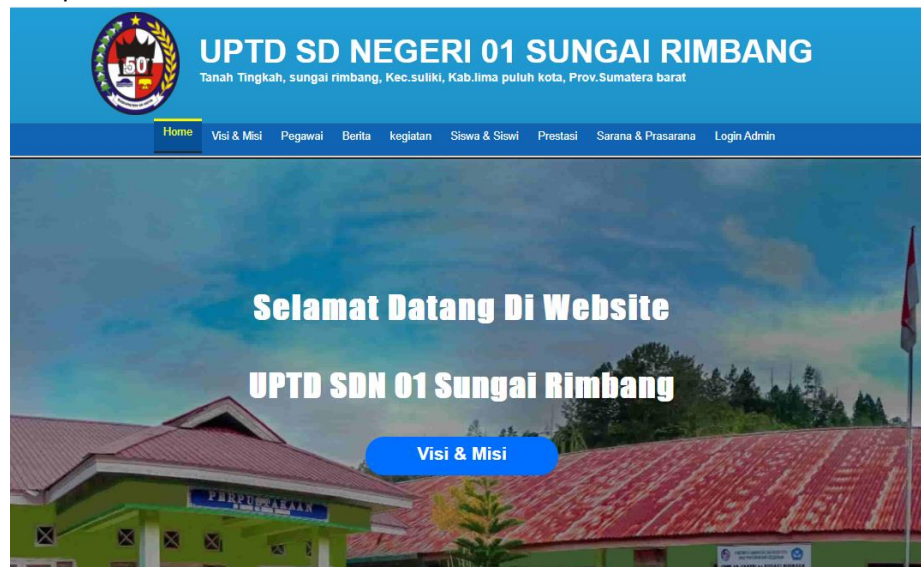 50
UPTD SD NEGERI 01 SUNGAI RIMBANG
Tanah Tingkah, sungai rimbang, Kec.suliki, Kab.lima puluh kota, Prov.Sumatera barat
Home Visi & Misi Pegawai Berita kegiatan Siswa & Siswi Prestasi Sarana & Prasarana Login Admin
Selamat Datang Di Website
UPTD SDN 01 Sungai Rimbang
Visi & Misi
PERPUSTAKAAN